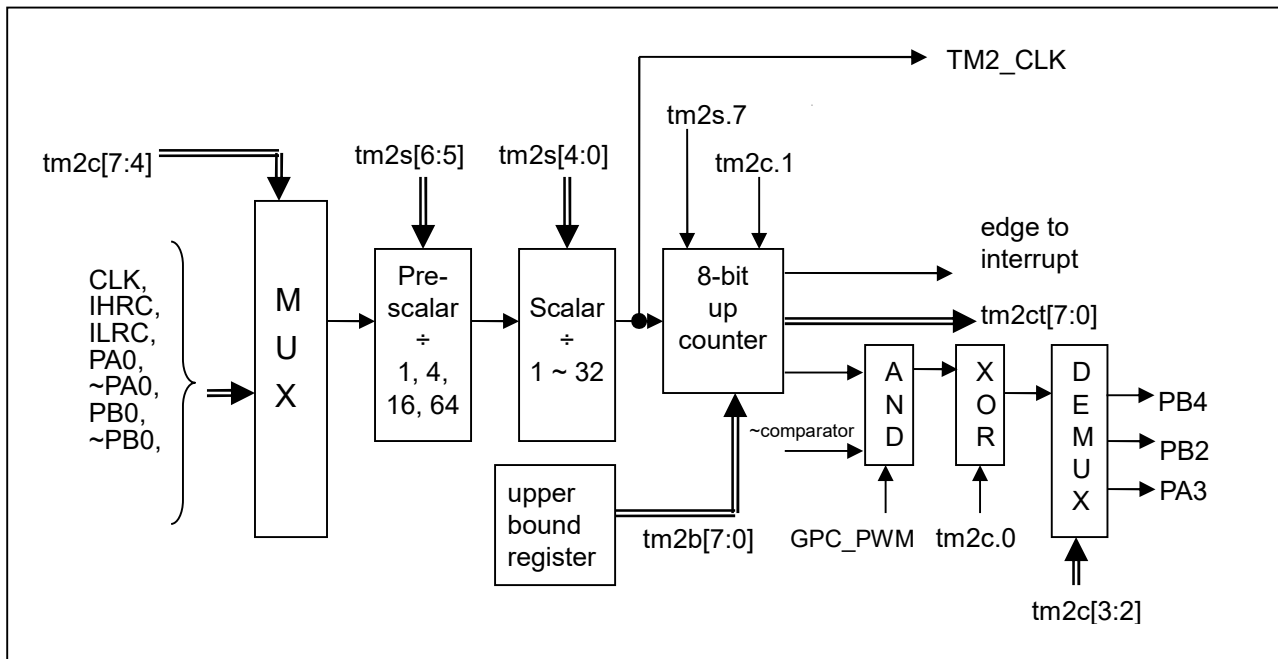 TM2_CLK
tm2s.7
tm2c[7:4]
tm2s[6:5]
tm2s[4:0]
tm2c.1
CLK,
IHRC,
ILRC,
PA0,
~PA0,
PB0,
~PB0,
M
U
X
Pre-
scalar
÷
1, 4,
16, 64
Scalar
÷
1 ~ 32
8-bit
up
counter
edge to
interrupt
tm2ct[7:0]
~comparator
A
N
D
X
O
R
D
E
M
U
X
PB4
PB2
PA3
upper
bound
register
tm2b[7:0]
GPC_PWM
tm2c.0
tm2c[3:2]